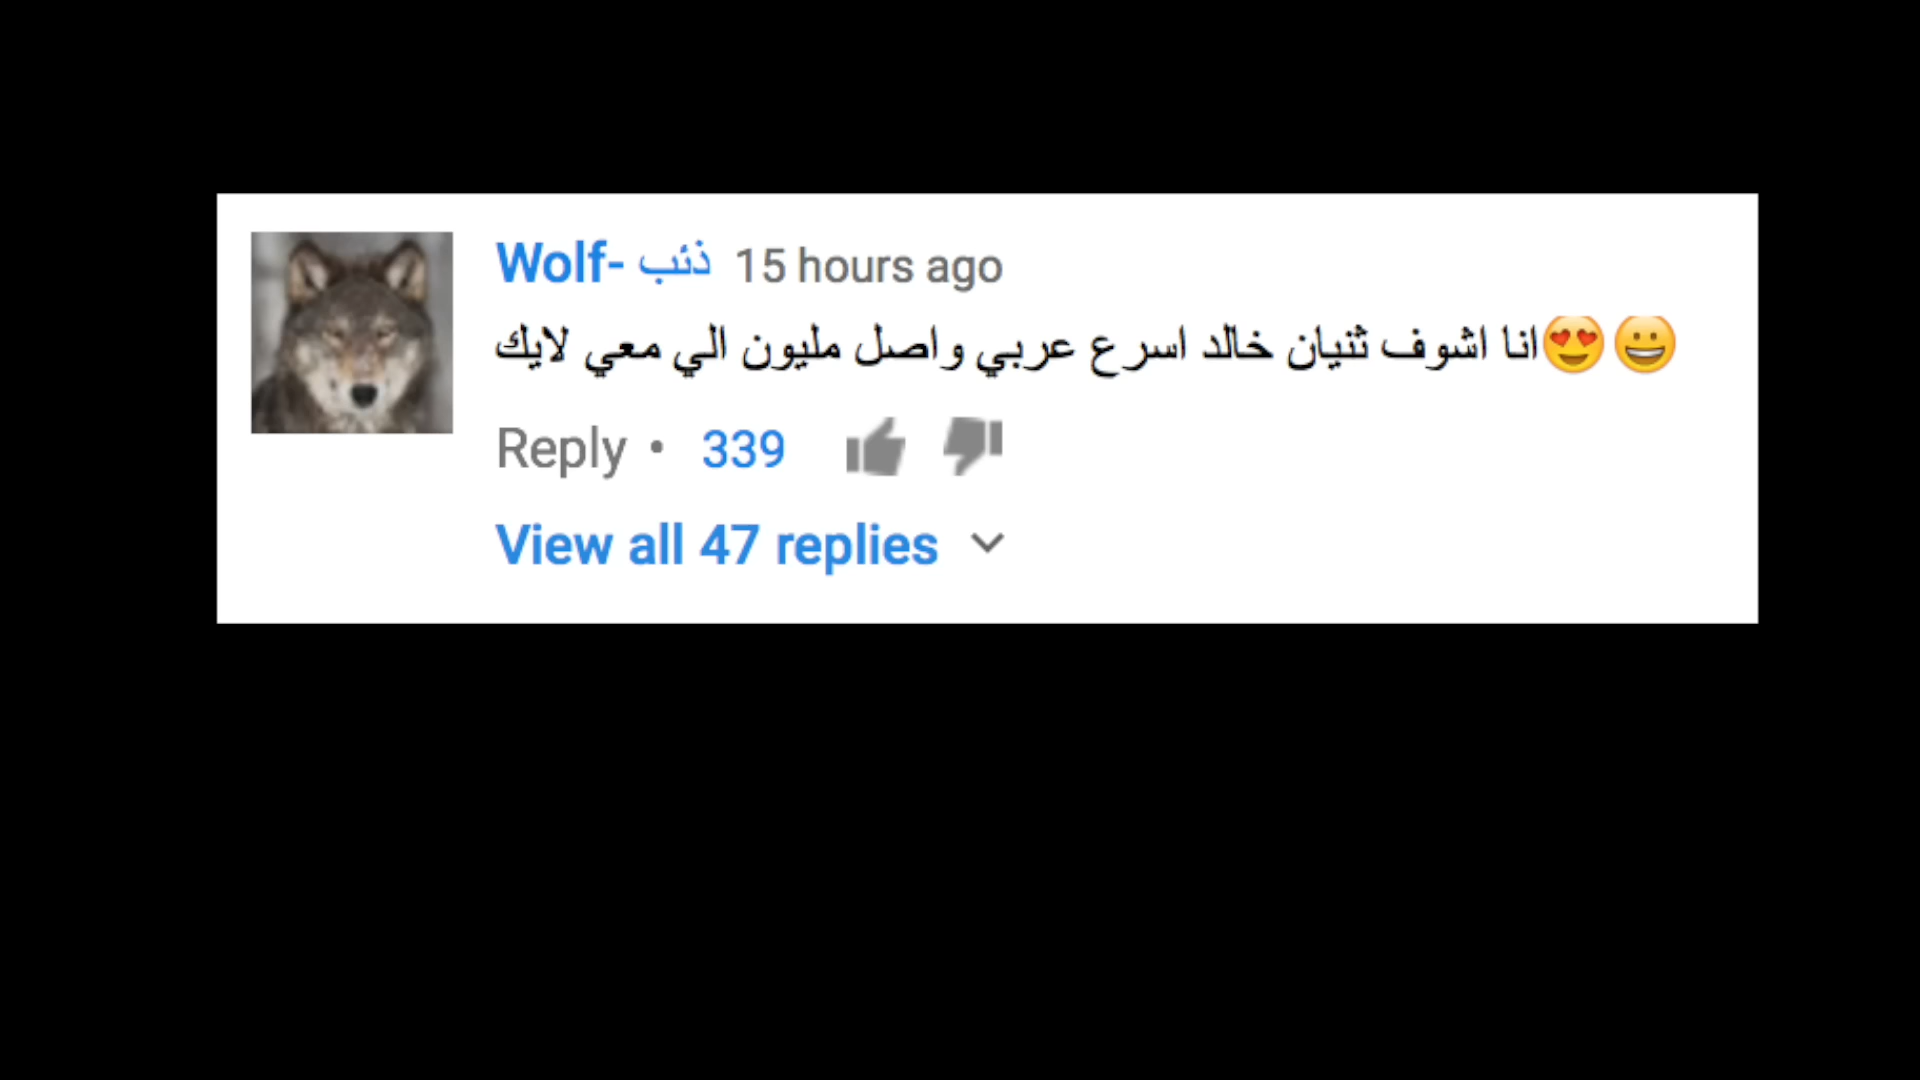 Wolf- ذئب 15 hours ago
😀😍انا اشوف ثنيان خالد اسرع عربي واصل مليون الي معي لايك
Reply • 339
View all 47 replies